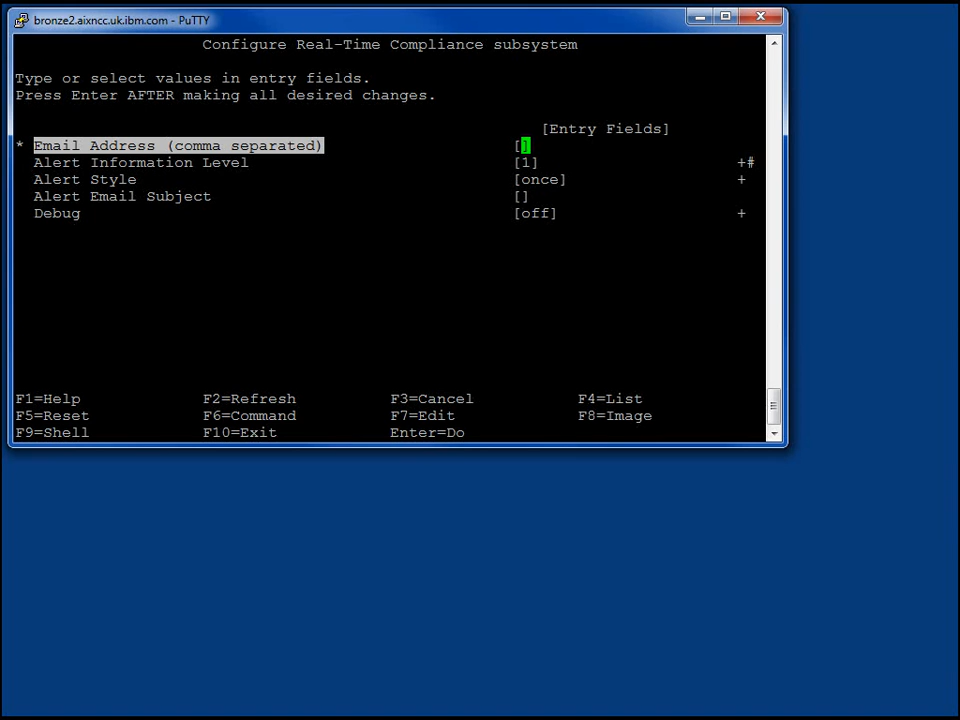 bronze2.aixncc.uk.ibm.com - PuTTY
Configure Real-Time Compliance subsystem
Type or select values in entry fields.
Press Enter AFTER making all desired changes.
[Entry Fields]
* Email Address (comma separated) []
Alert Information Level [1] +#
Alert Style [once] +
Alert Email Subject []
Debug [off] +
F1=Help F2=Refresh F3=Cancel F4=List
F5=Reset F6=Command F7=Edit F8=Image
F9=Shell F10=Exit Enter=Do